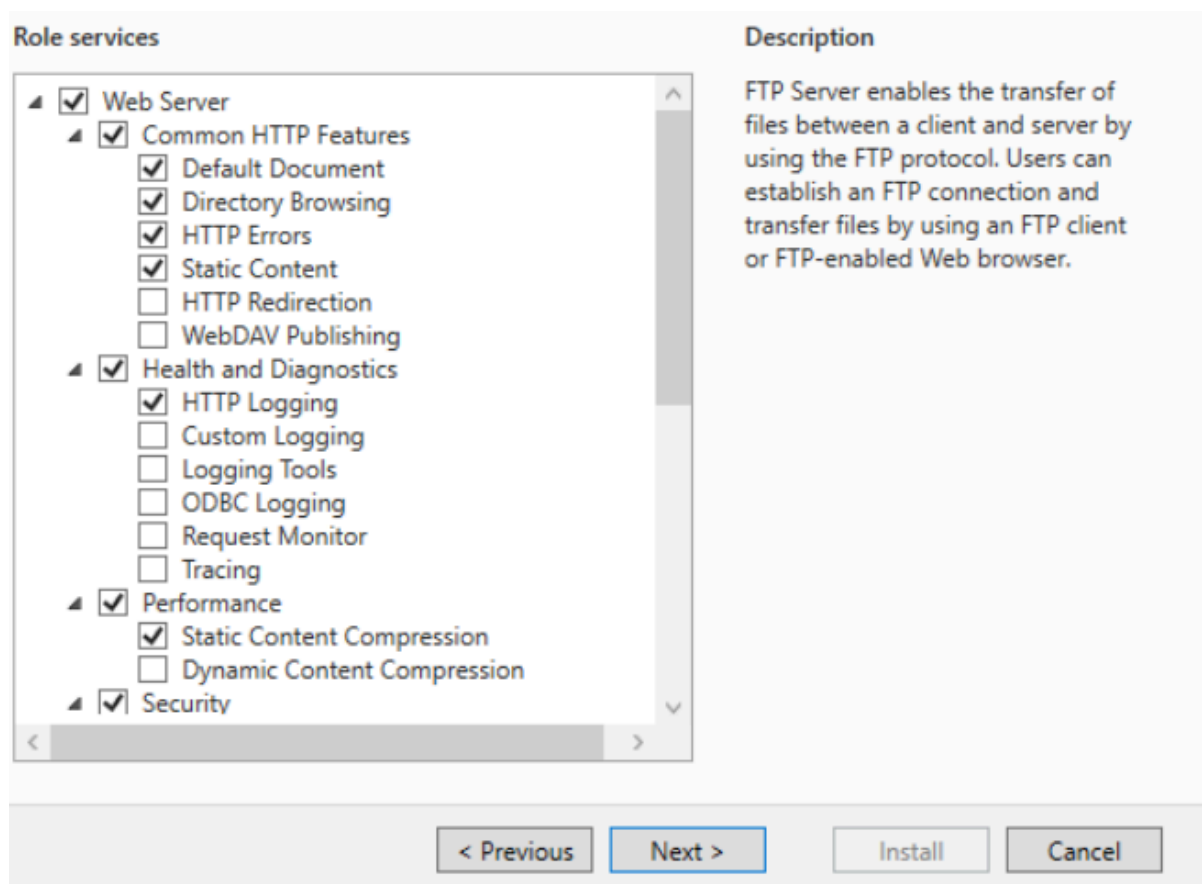 Role services
Web Server
Common HTTP Features
Default Document
Directory Browsing
HTTP Errors
Static Content
HTTP Redirection
WebDAV Publishing
Health and Diagnostics
HTTP Logging
Custom Logging
Logging Tools
ODBC Logging
Request Monitor
Tracing
Performance
Static Content Compression
Dynamic Content Compression
Security
Description
FTP Server enables the transfer of
files between a client and server by
using the FTP protocol. Users can
establish an FTP connection and
transfer files by using an FTP client
or FTP-enabled Web browser.
< Previous
Next >
Install
Cancel